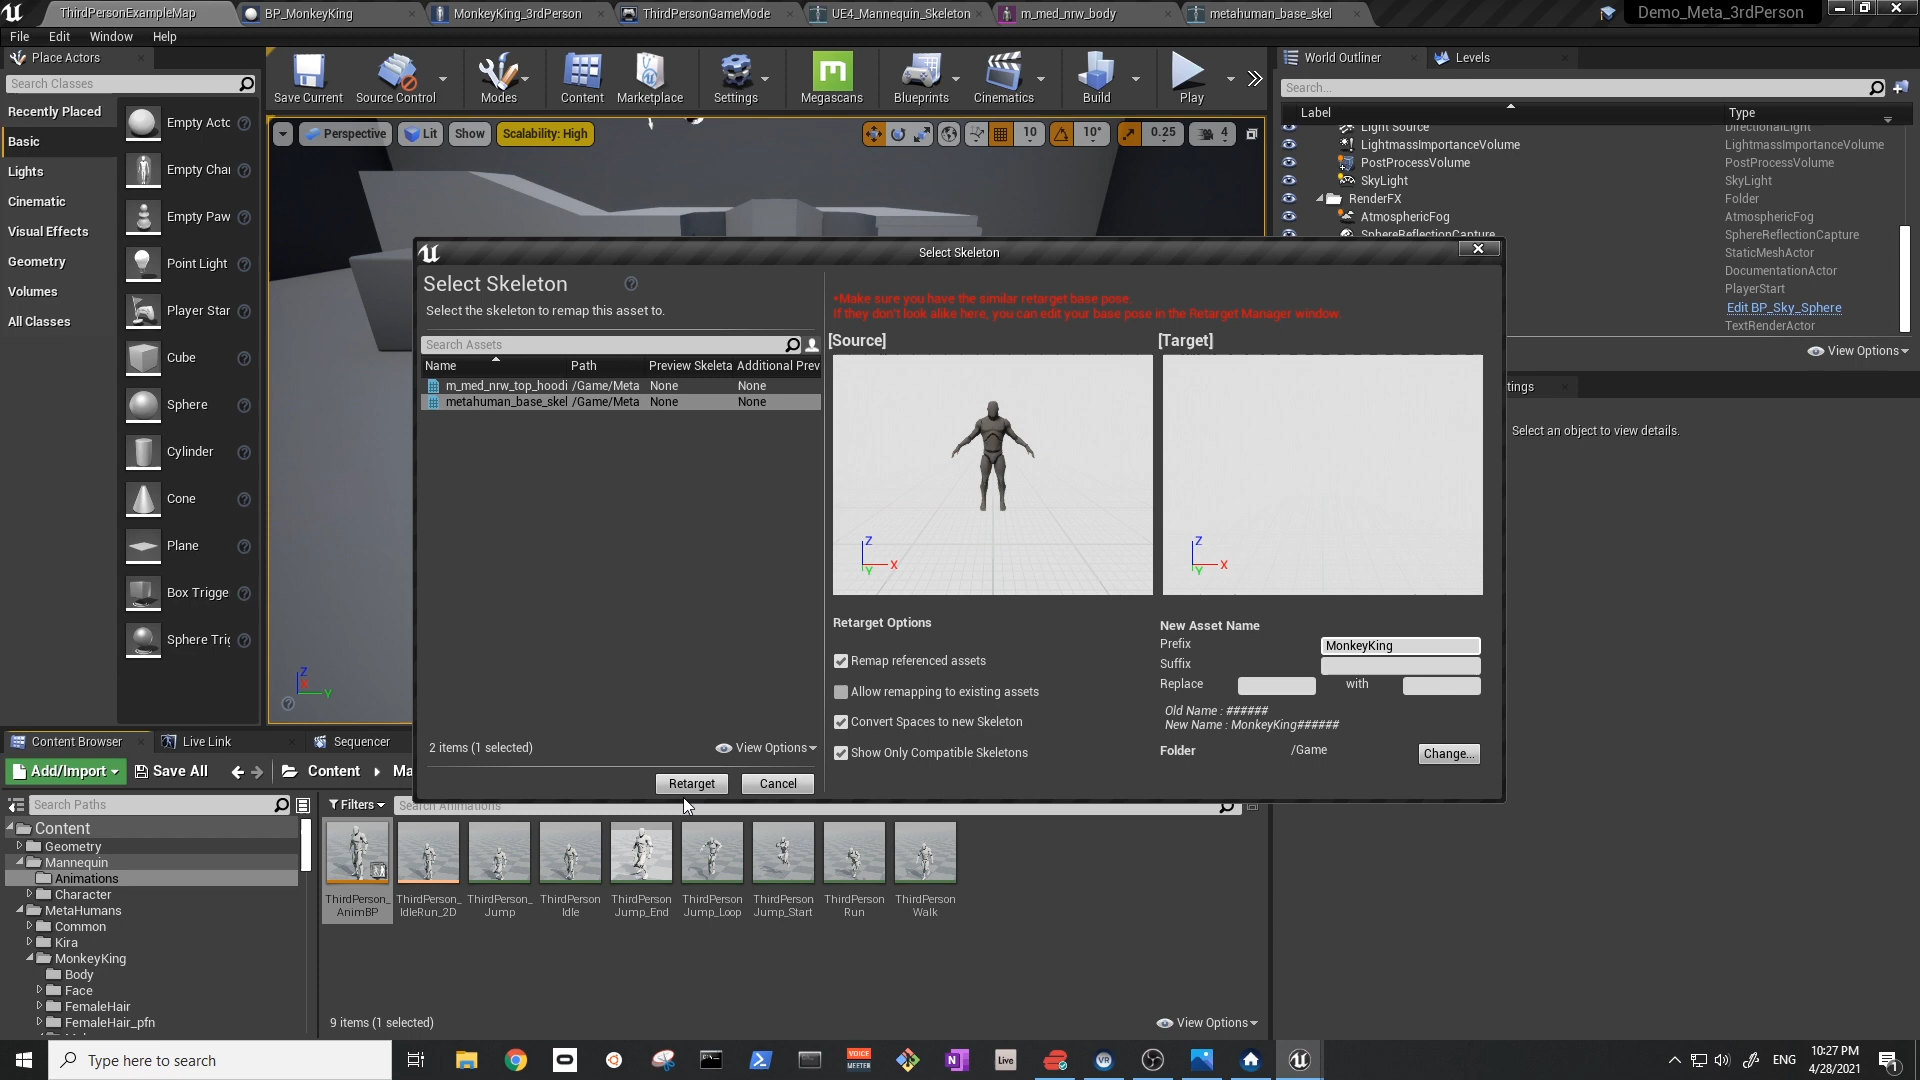 ThirdPersonExampleMap
BP_MonkeyKing
MonkeyKing_3rdPerson
ThirdPersonGameMode
UE4_Mannequin_Skeleton
m_med_nrw_body
metahuman_base_skel
Demo_Meta_3rdPerson
File Edit Window Help
Place Actors
World Outliner
Levels
Search Classes
Search...
Save Current
Source Control
Modes
Content
Marketplace
Settings
Megascans
Blueprints
Cinematics
Build
Play
Label Type
Recently Placed
Basic
Lights
Cinematic
Visual Effects
Geometry
Volumes
All Classes
Empty Acto
Empty Cha
Empty Paw
Point Light
Player Star
Cube
Sphere
Cylinder
Cone
Plane
Box Trigge
Sphere Tri
Perspective Lit Show Scalability: High
10 10° 0.25 4
Light Source DirectionalLight
LightmassImportanceVolume LightmassImportanceVolume
PostProcessVolume PostProcessVolume
SkyLight SkyLight
RenderFX Folder
AtmosphericFog AtmosphericFog
SphereReflectionCapture SphereReflectionCapture
StaticMeshActor
DocumentationActor
PlayerStart
Edit BP_Sky_Sphere
TextRenderActor
View Options
Select an object to view details.
Select Skeleton
Select Skeleton
Select the skeleton to remap this asset to.
Search Assets
Name Path Preview Skeleta Additional Prev
m_med_nrw_top_hoodi /Game/Meta None None
metahuman_base_skel /Game/Meta None None
2 items (1 selected)
View Options
Retarget Cancel
*Make sure you have the similar retarget base pose.
If they don't look alike here, you can edit your base pose in the Retarget Manager window.
[Source] [Target]
Z X Y
Z X Y
Retarget Options
Remap referenced assets
Allow remapping to existing assets
Convert Spaces to new Skeleton
Show Only Compatible Skeletons
New Asset Name
Prefix MonkeyKing
Suffix
Replace with
Old Name : ######
New Name : MonkeyKing######
Folder /Game Change...
Z X Y
Content Browser
Live Link
Sequencer
Add/Import Save All Content Ma
Search Paths
Filters
Search Animations
Content
Geometry
Mannequin
Animations
Character
MetaHumans
Common
Kira
MonkeyKing
Body
Face
FemaleHair
FemaleHair_pfn
ThirdPerson_
AnimBP
ThirdPerson_
IdleRun_2D
ThirdPerson_
Jump
ThirdPerson
Idle
ThirdPerson
Jump_End
ThirdPerson
Jump_Loop
ThirdPerson
Jump_Start
ThirdPerson
Run
ThirdPerson
Walk
9 items (1 selected)
View Options
Type here to search
VOICE
MEETER
Live
VR
ENG
10:27 PM
4/28/2021
1